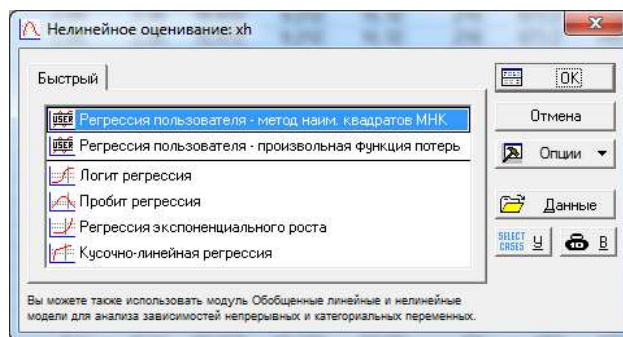 Нелинейное оценивание: xh
Быстрый
USER Регрессия пользователя - метод наим. квадратов МНК
USER Регрессия пользователя - произвольная функция потерь
Логит регрессия
Пробит регрессия
Регрессия экспоненциального роста
Кусочно-линейная регрессия
OK
Отмена
Опции
Данные
SELECT CASES У
В
Вы можете также использовать модуль Обобщенные линейные и нелинейные
модели для анализа зависимостей непрерывных и категориальных переменных.